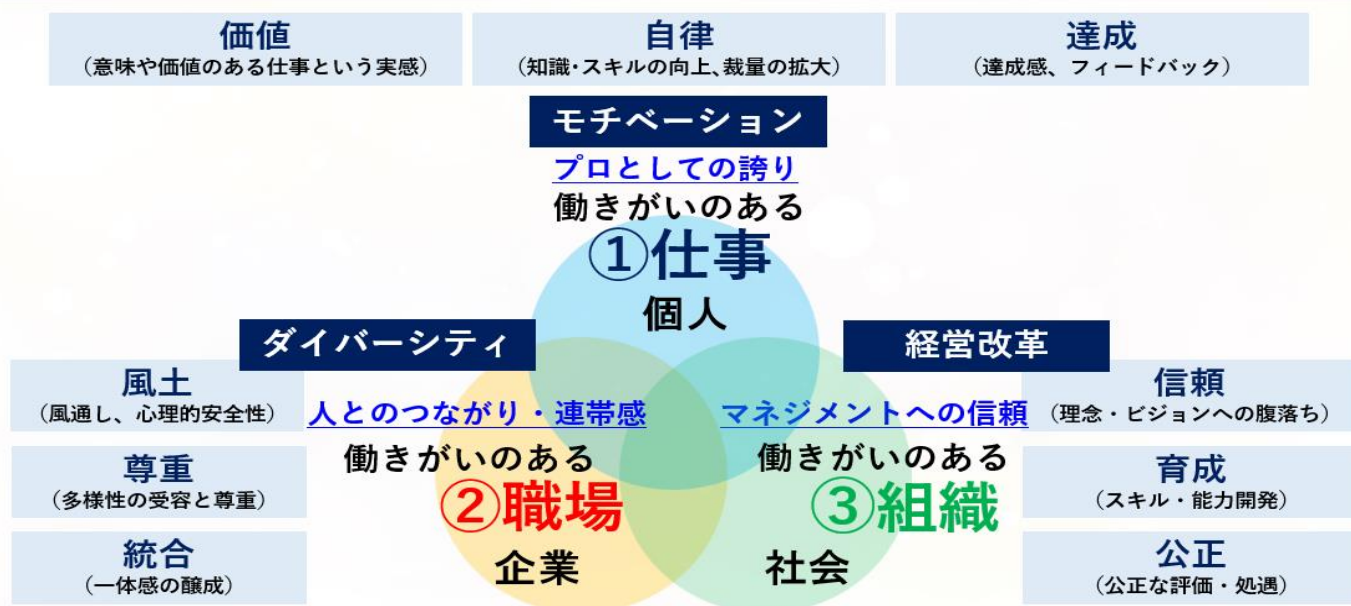 価値
（意味や価値のある仕事という実感）
自律
（知識・スキルの向上、裁量の拡大）
達成
（達成感、フィードバック）
モチベーション
プロとしての誇り
働きがいのある
①仕事
個人
ダイバーシティ
風土
（風通し、心理的安全性）
尊重
（多様性の受容と尊重）
統合
（一体感の醸成）
人とのつながり・連帯感
働きがいのある
②職場
企業
経営改革
マネジメントへの信頼
働きがいのある
③組織
社会
信頼
（理念・ビジョンへの腹落ち）
育成
（スキル・能力開発）
公正
（公正な評価・処遇）